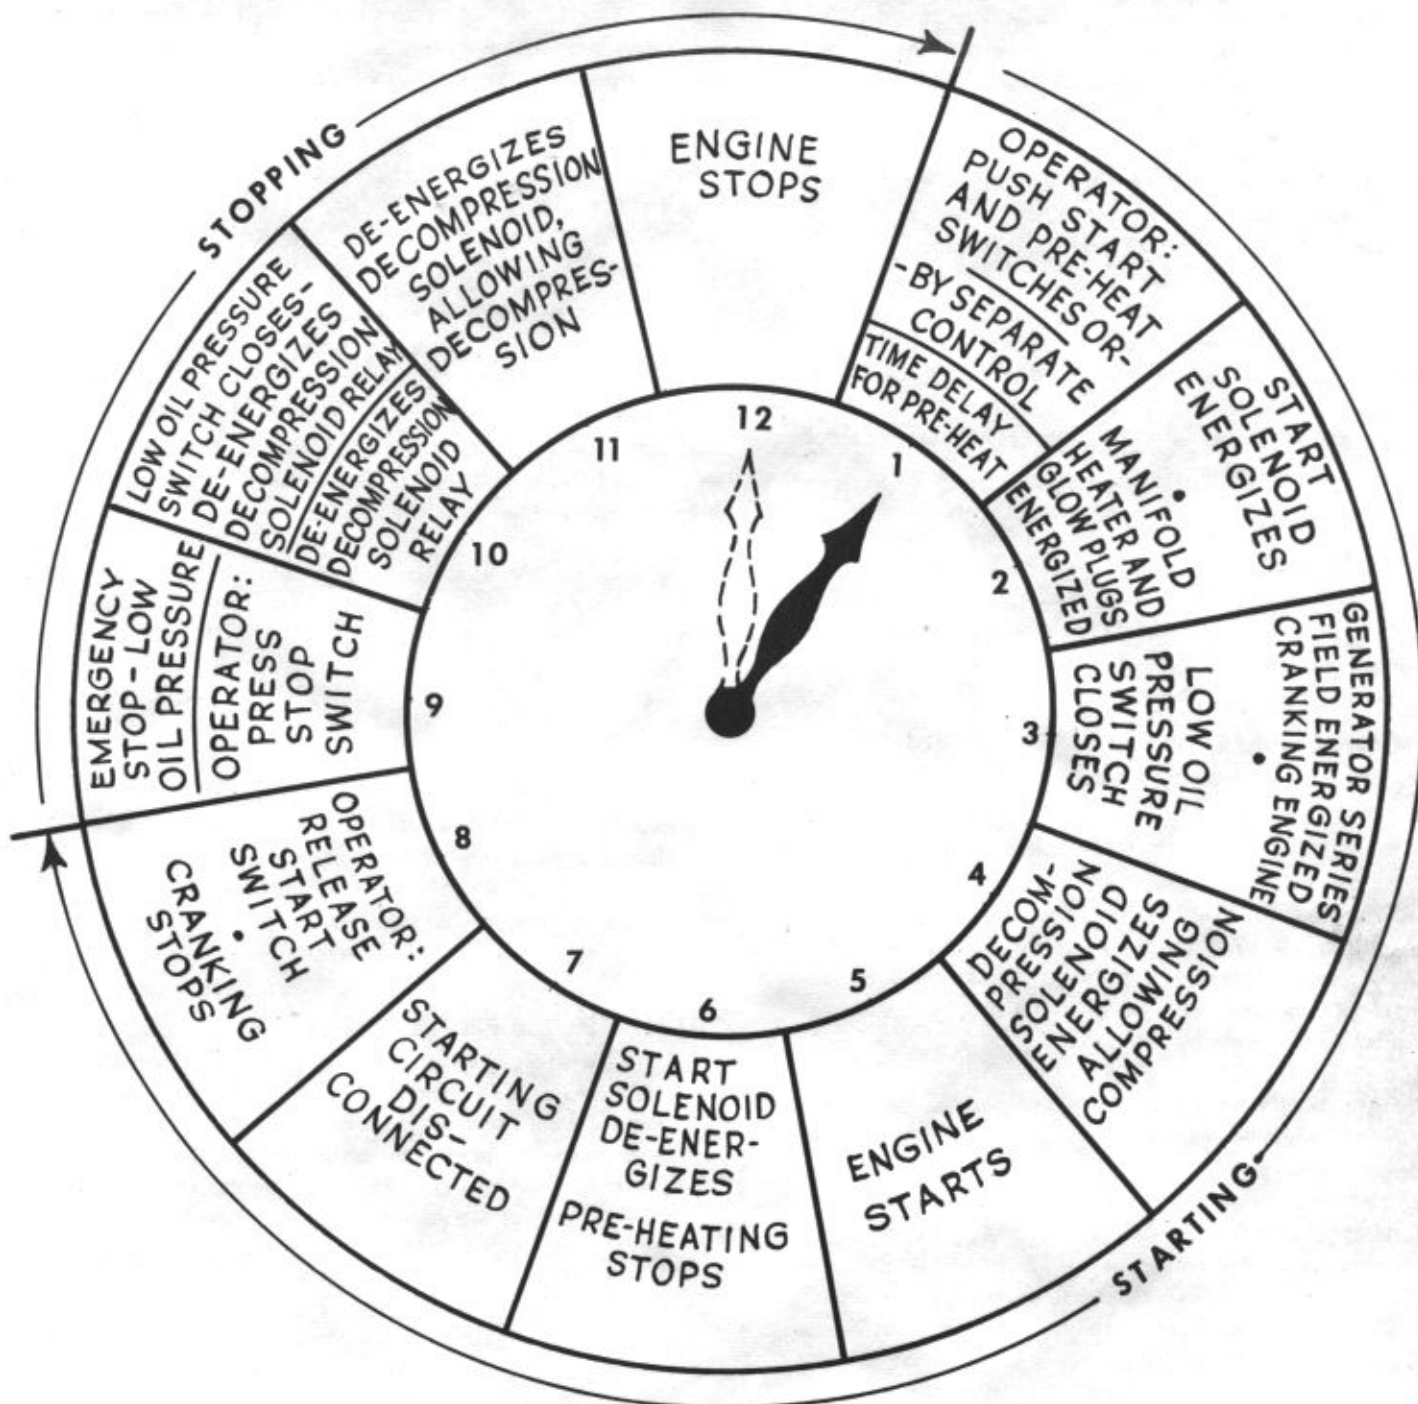 STOPPING
STARTING
12
1
2
3
4
5
6
7
8
9
10
11
OPERATOR:
PUSH START
AND PRE-HEAT
SWITCHES OR-
-BY SEPARATE
CONTROL
TIME DELAY
FOR PRE-HEAT
START
SOLENOID
ENERGIZES
MANIFOLD
HEATER AND
GLOW PLUGS
ENERGIZED
GENERATOR SERIES
FIELD ENERGIZED
CRANKING ENGINE
LOW OIL
PRESSURE
SWITCH
CLOSES
DECOM-
PRESSION
SOLENOID
ENERGIZES
ALLOWING
COMPRESSION
ENGINE
STARTS
START
SOLENOID
DE-ENER-
GIZES
PRE-HEATING
STOPS
STARTING
CIRCUIT
DIS-
CONNECTED
OPERATOR:
RELEASE
START
SWITCH
CRANKING
STOPS
EMERGENCY
STOP-LOW
OIL PRESSURE
OPERATOR:
PRESS
STOP
SWITCH
LOW OIL PRESSURE
SWITCH CLOSES-
DE-ENERGIZES
DECOMPRESSION
SOLENOID RELAY
DE-ENERGIZES
DECOMPRESSION
SOLENOID
RELAY
DE-ENERGIZES
DECOMPRESSION
SOLENOID,
ALLOWING
DECOMPRES-
SION
ENGINE
STOPS